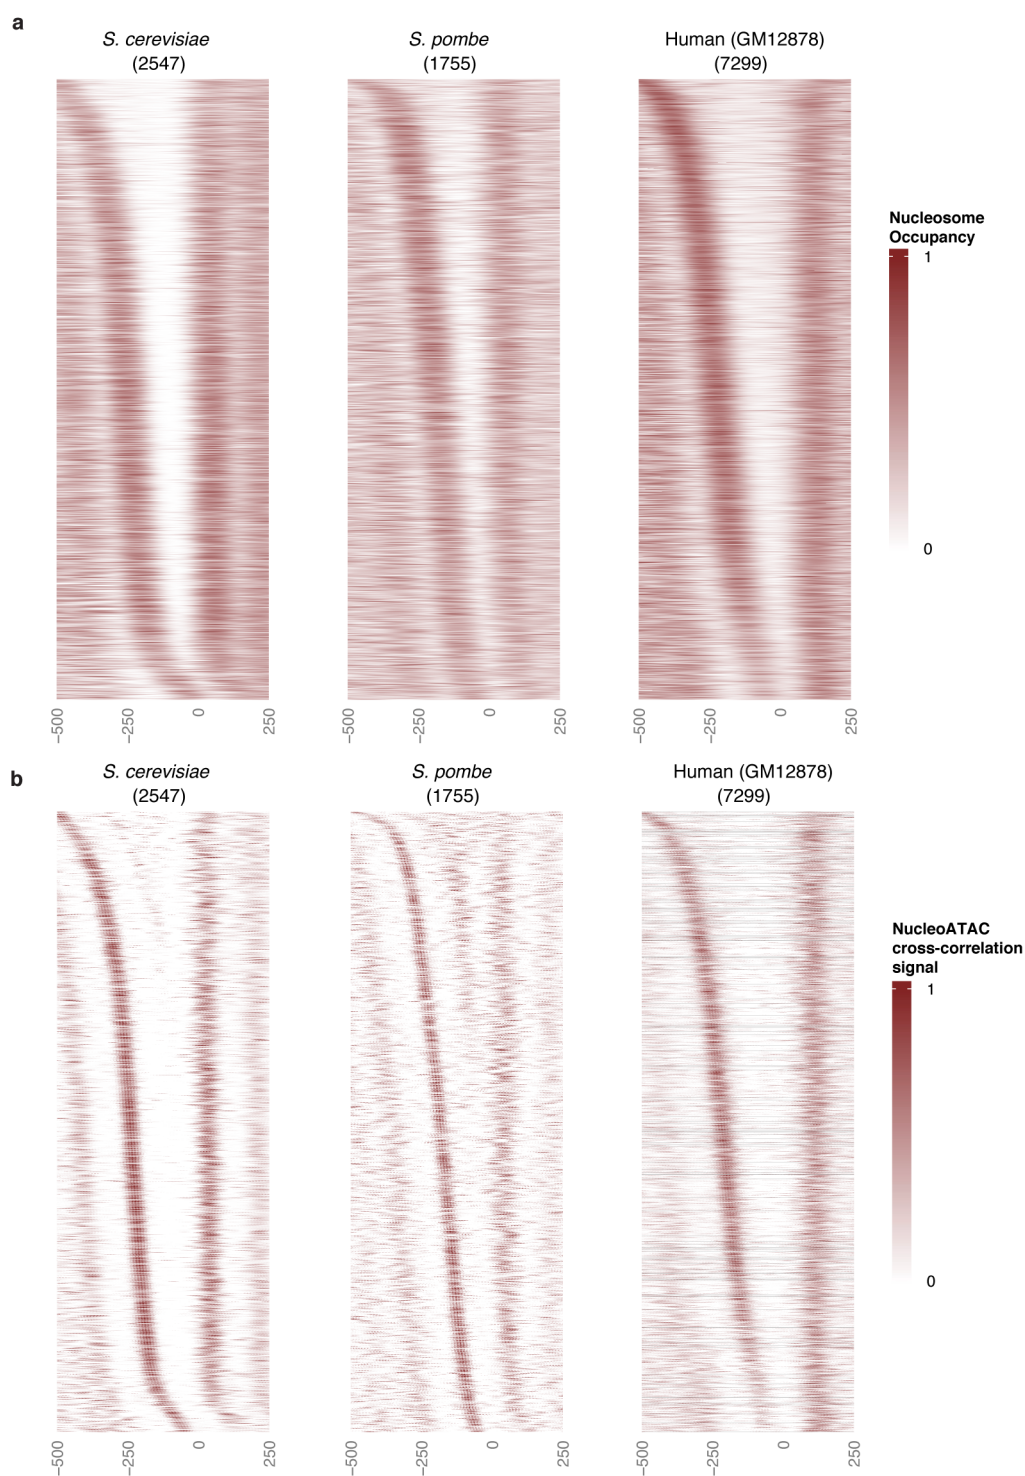 a
S. cerevisiae
(2547)
S. pombe
(1755)
Human (GM12878)
(7299)
Nucleosome
Occupancy
1
0
−500
−250
0
250
−500
−250
0
250
−500
−250
0
250
b
S. cerevisiae
(2547)
S. pombe
(1755)
Human (GM12878)
(7299)
NucleoATAC
cross-correlation
signal
1
0
−500
−250
0
250
−500
−250
0
250
−500
−250
0
250